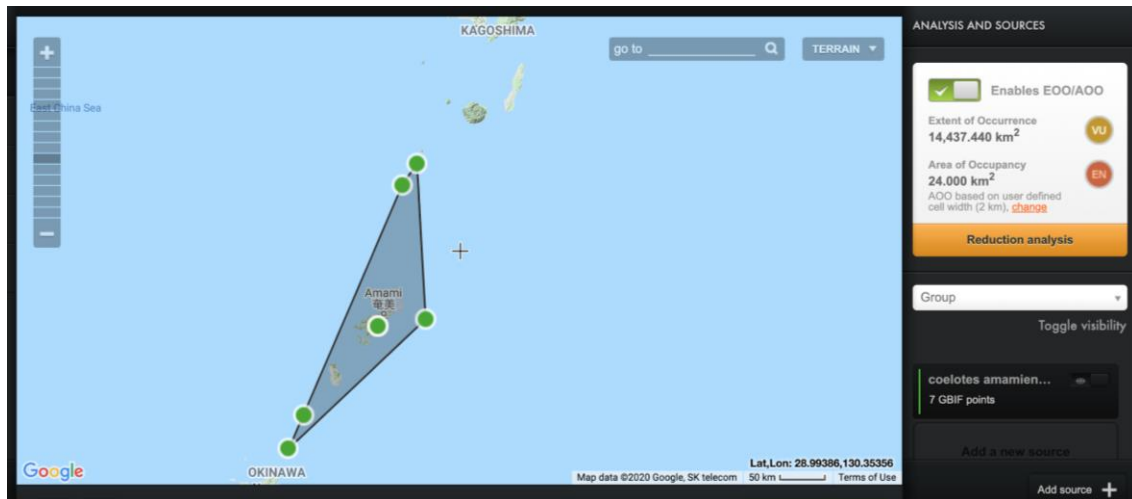 KAGOSHIMA
go to
TERRAIN
East China Sea
Amami
奄美
OKINAWA
Google
Lat,Lon: 28.99386,130.35356
Map data ©2020 Google, SK telecom
50 km
Terms of Use
ANALYSIS AND SOURCES
Enables EOO/AOO
Extent of Occurrence
14,437.440 km²
VU
Area of Occupancy
24.000 km²
EN
AOO based on user defined
cell width (2 km), change
Reduction analysis
Group
Toggle visibility
coelotes amamien...
7 GBIF points
Add a new source
Add source +